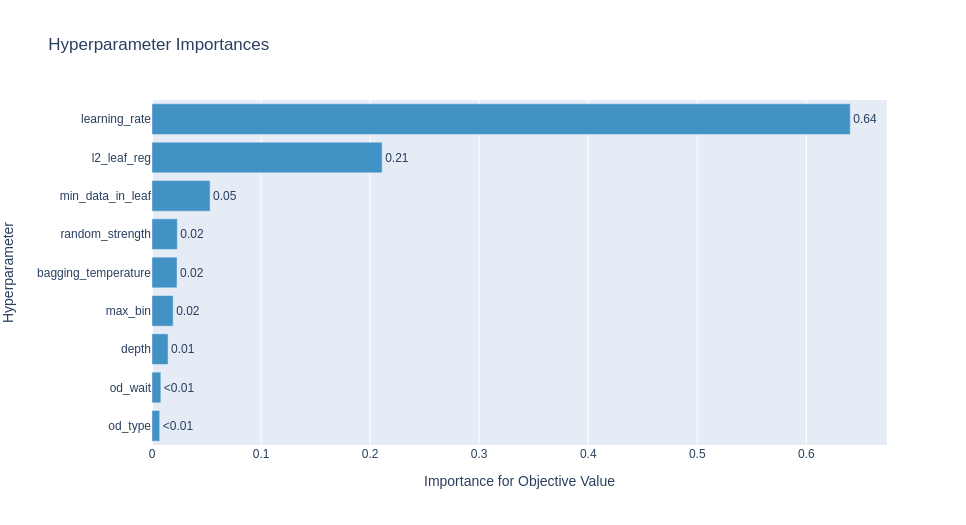 Hyperparameter Importances
Hyperparameter
learning_rate 0.64
l2_leaf_reg 0.21
min_data_in_leaf 0.05
random_strength 0.02
bagging_temperature 0.02
max_bin 0.02
depth 0.01
od_wait <0.01
od_type <0.01
0 0.1 0.2 0.3 0.4 0.5 0.6
Importance for Objective Value